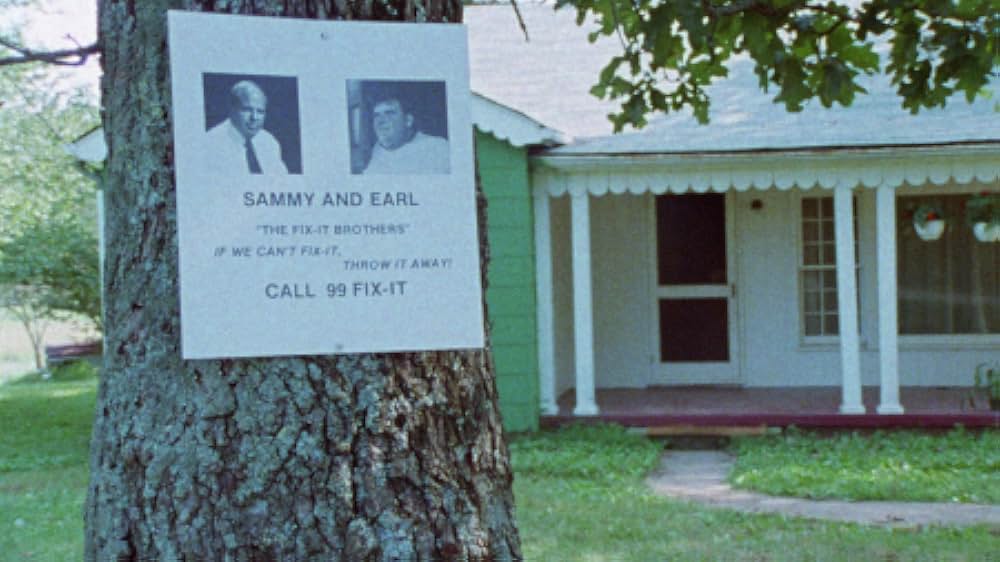 SAMMY AND EARL
"THE FIX-IT BROTHERS"
IF WE CAN'T FIX-IT,
THROW IT AWAY!
CALL 99 FIX-IT